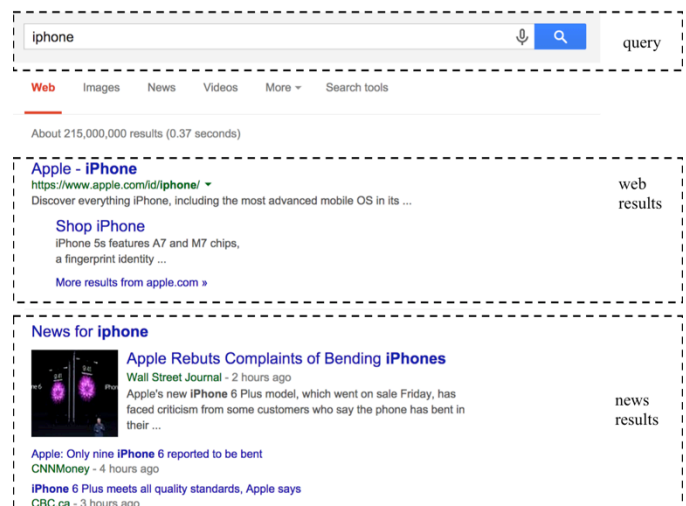 iphone
query
Web Images News Videos More Search tools
About 215,000,000 results (0.37 seconds)
Apple - iPhone
https://www.apple.com/id/iphone/
Discover everything iPhone, including the most advanced mobile OS in its ...
web
results
Shop iPhone
iPhone 5s features A7 and M7 chips,
a fingerprint identity ...
More results from apple.com »
News for iphone
Apple Rebuts Complaints of Bending iPhones
Wall Street Journal - 2 hours ago
Apple's new iPhone 6 Plus model, which went on sale Friday, has
faced criticism from some customers who say the phone has bent in
their ...
news
results
Apple: Only nine iPhone 6 reported to be bent
CNNMoney - 4 hours ago
iPhone 6 Plus meets all quality standards, Apple says
CBC.ca - 3 hours ago